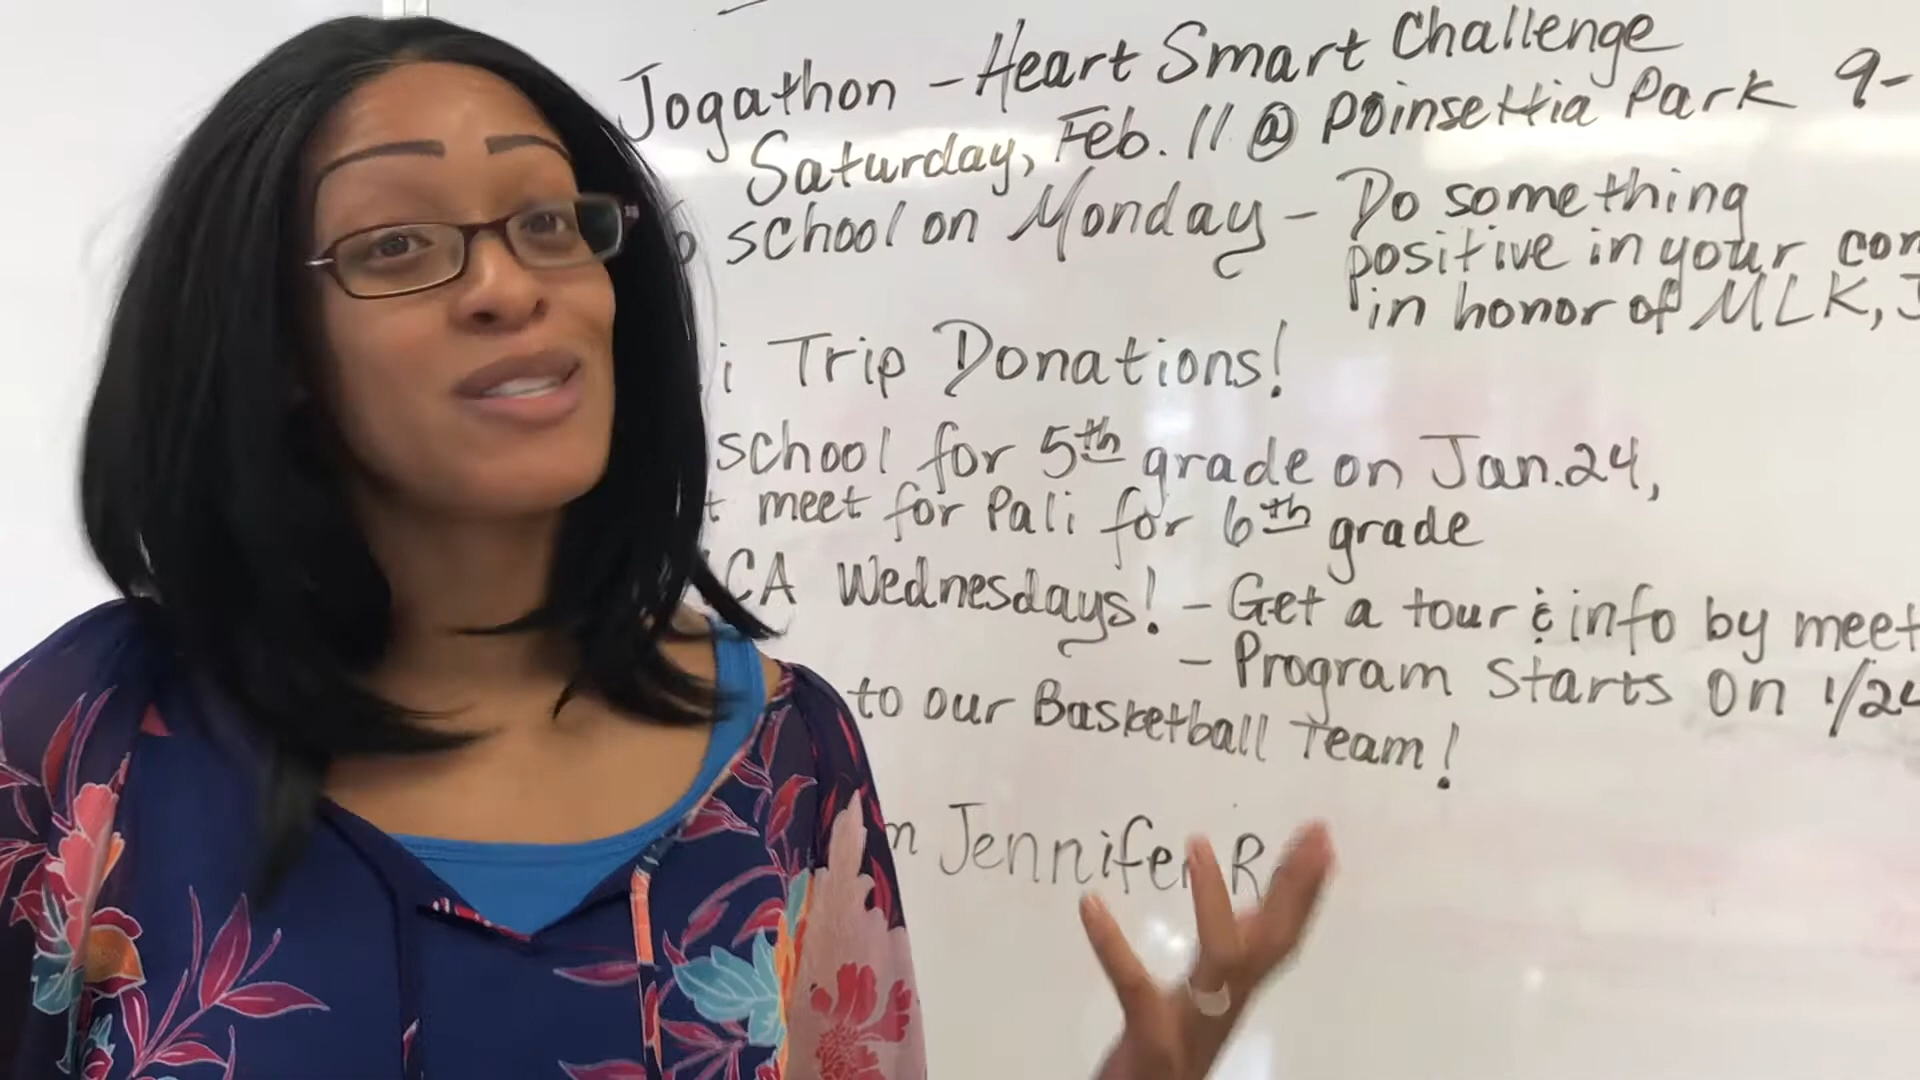 Jogathon - Heart Smart Challenge
Saturday, Feb. 11 @ Poinsettia Park 9-
school on Monday - Do something
positive in your com
in honor of MLK, J
i Trip Donations!
school for 5th grade on Jan. 24,
t meet for Pali for 6th grade
CA Wednesdays! - Get a tour & info by meet
- Program Starts On 1/24
to our Basketball Team!
Jennifer R